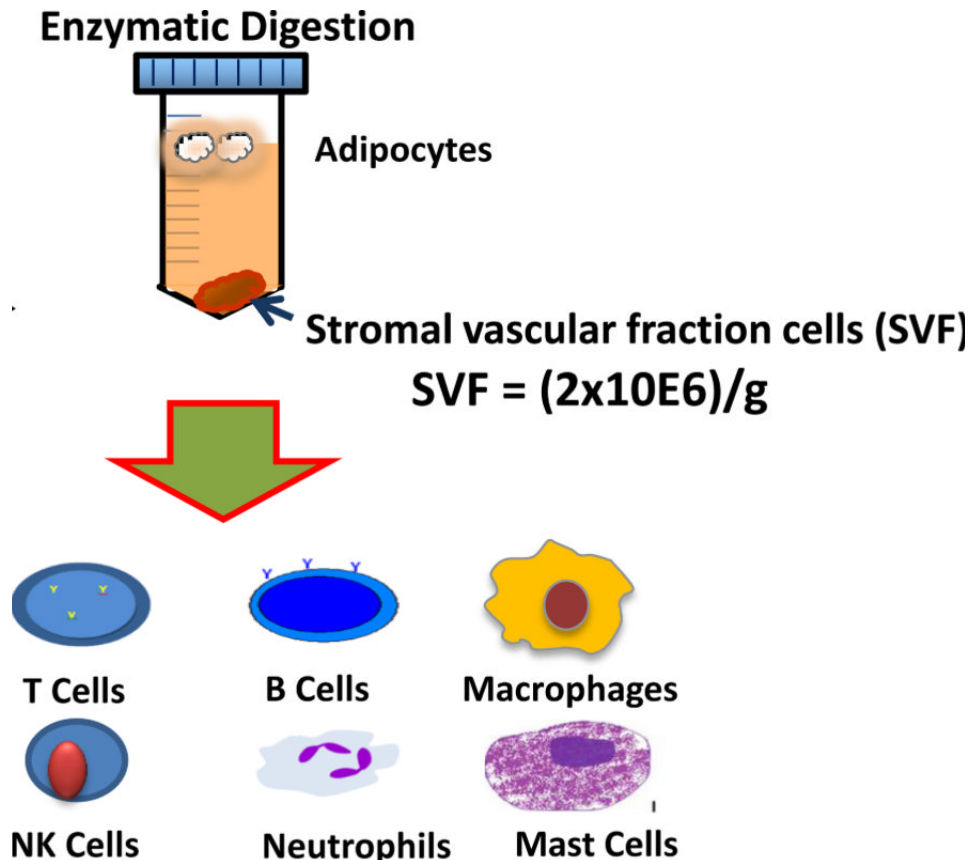 Enzymatic Digestion
Adipocytes
Stromal vascular fraction cells (SVF)
SVF = (2x10E6)/g
T Cells
B Cells
Macrophages
NK Cells
Neutrophils
Mast Cells